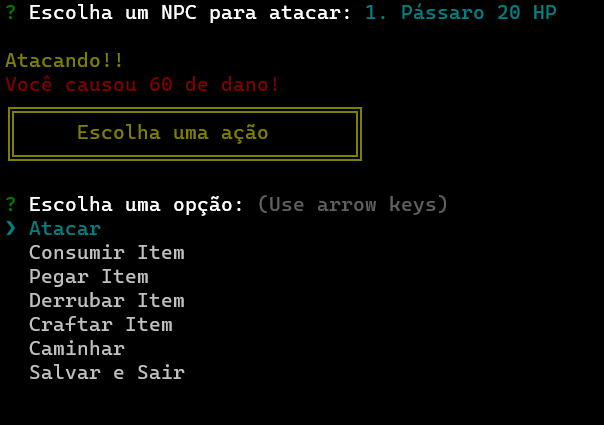 ? Escolha um NPC para atacar: 1. Pássaro 20 HP
Atacando!!
Você causou 60 de dano!
Escolha uma ação
? Escolha uma opção: (Use arrow keys)
❯ Atacar
Consumir Item
Pegar Item
Derrubar Item
Craftar Item
Caminhar
Salvar e Sair